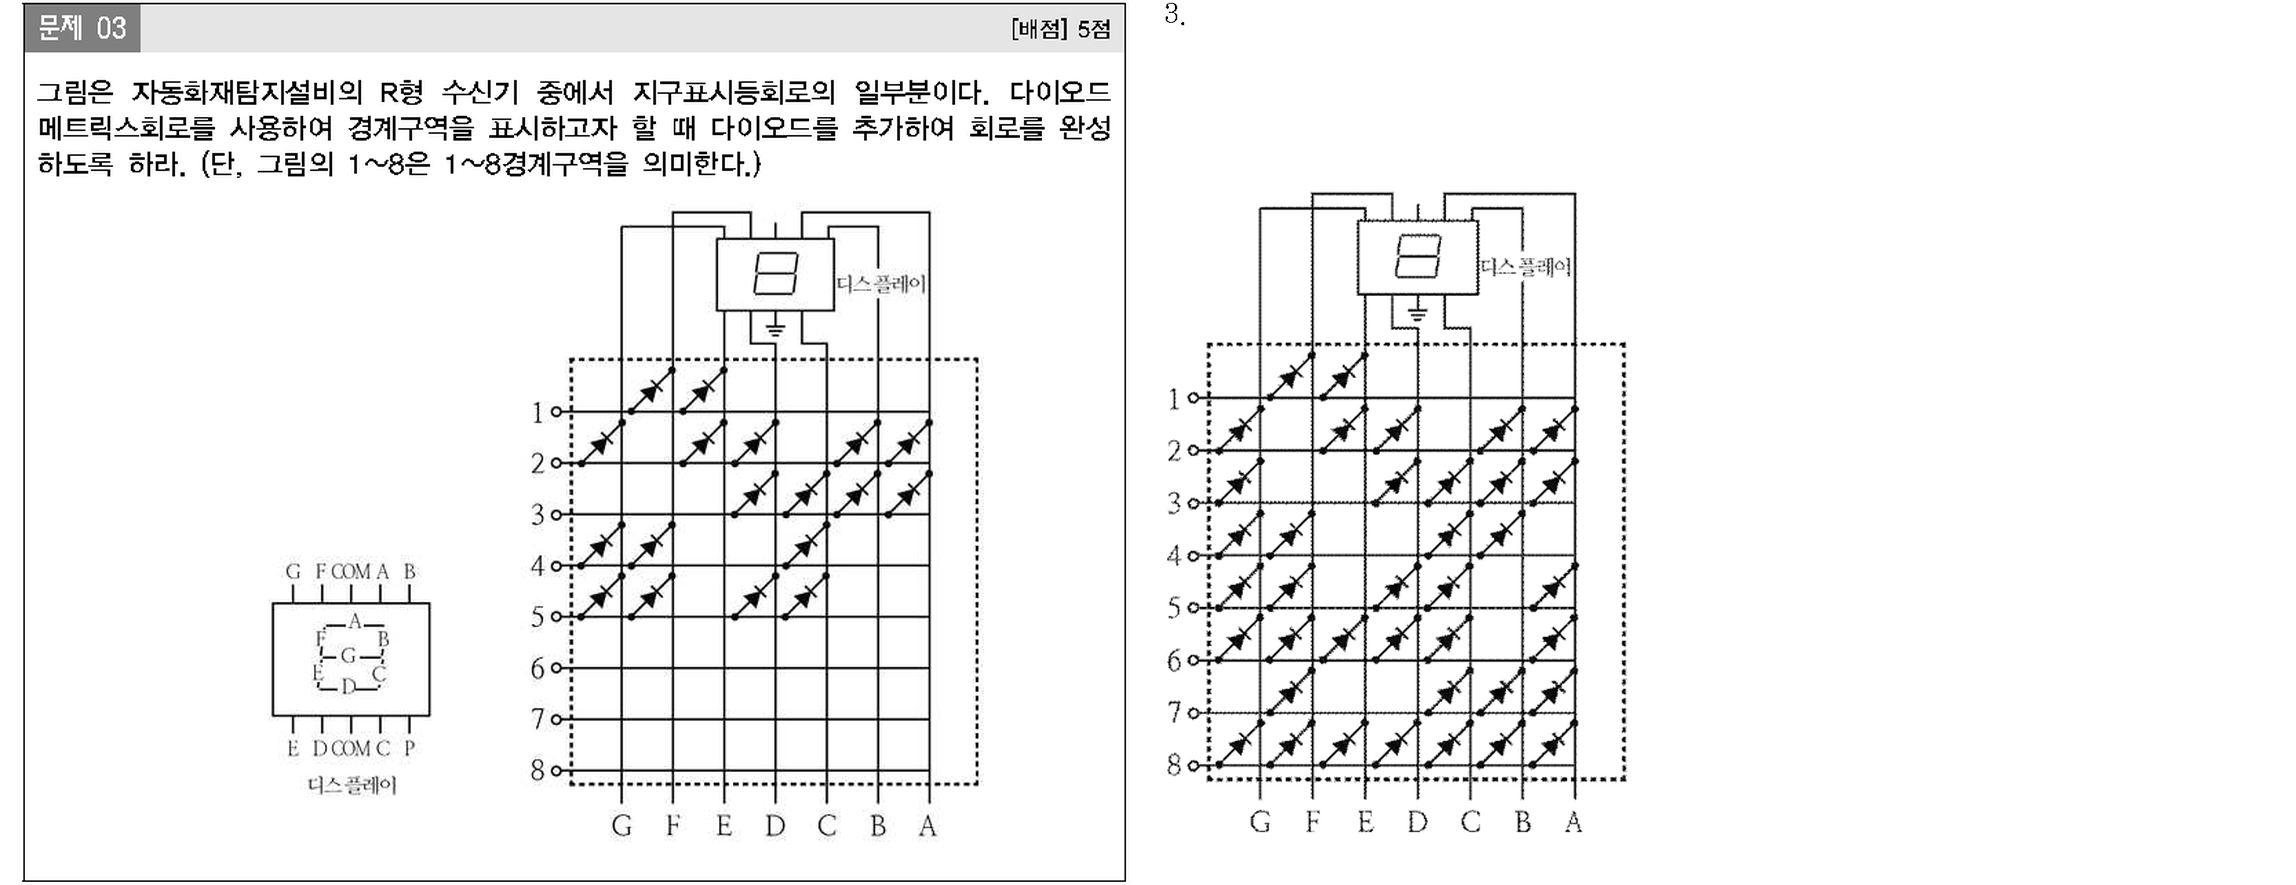 문제 03
[배점] 5점
그림은 자동화재탐지설비의 R형 수신기 중에서 지구표시등회로의 일부분이다. 다이오드
메트릭스회로를 사용하여 경계구역을 표시하고자 할 때 다이오드를 추가하여 회로를 완성
하도록 하라. (단, 그림의 1~8은 1~8경계구역을 의미한다.)
디스플레이
1
2
3
4
5
6
7
8
G F E D C B A
G F COM A B
A
F B
G
E C
D
E D COM C P
디스플레이
3.
디스플레이
1
2
3
4
5
6
7
8
G F E D C B A